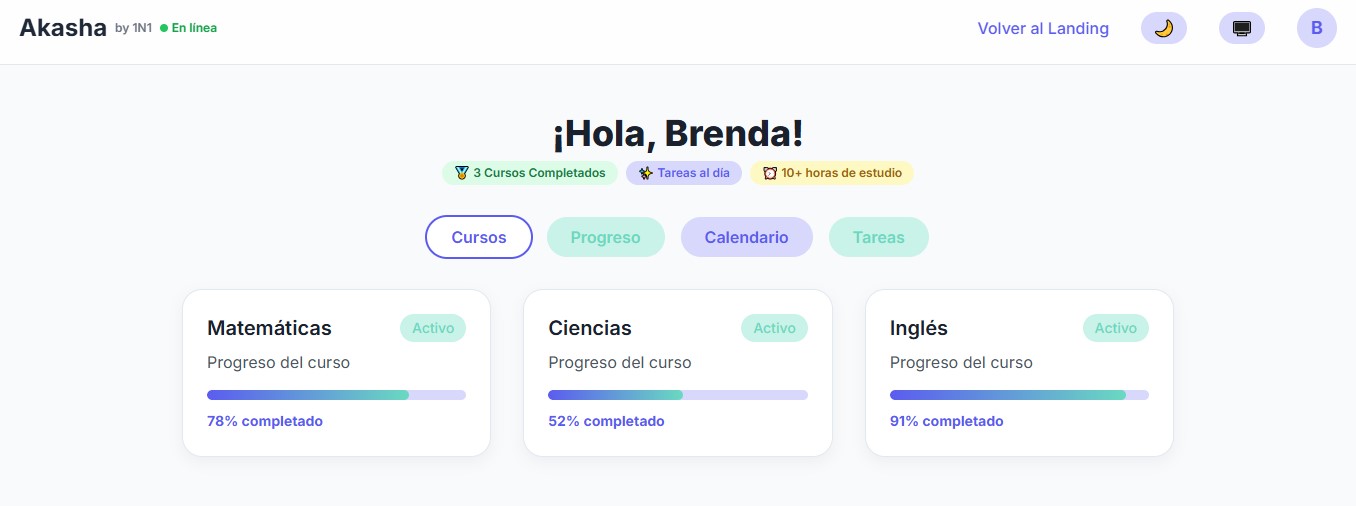 Akasha by 1N1 En línea
Volver al Landing
B
¡Hola, Brenda!
3 Cursos Completados
Tareas al día
10+ horas de estudio
Cursos
Progreso
Calendario
Tareas
Matemáticas
Activo
Progreso del curso
78% completado
Ciencias
Activo
Progreso del curso
52% completado
Inglés
Activo
Progreso del curso
91% completado